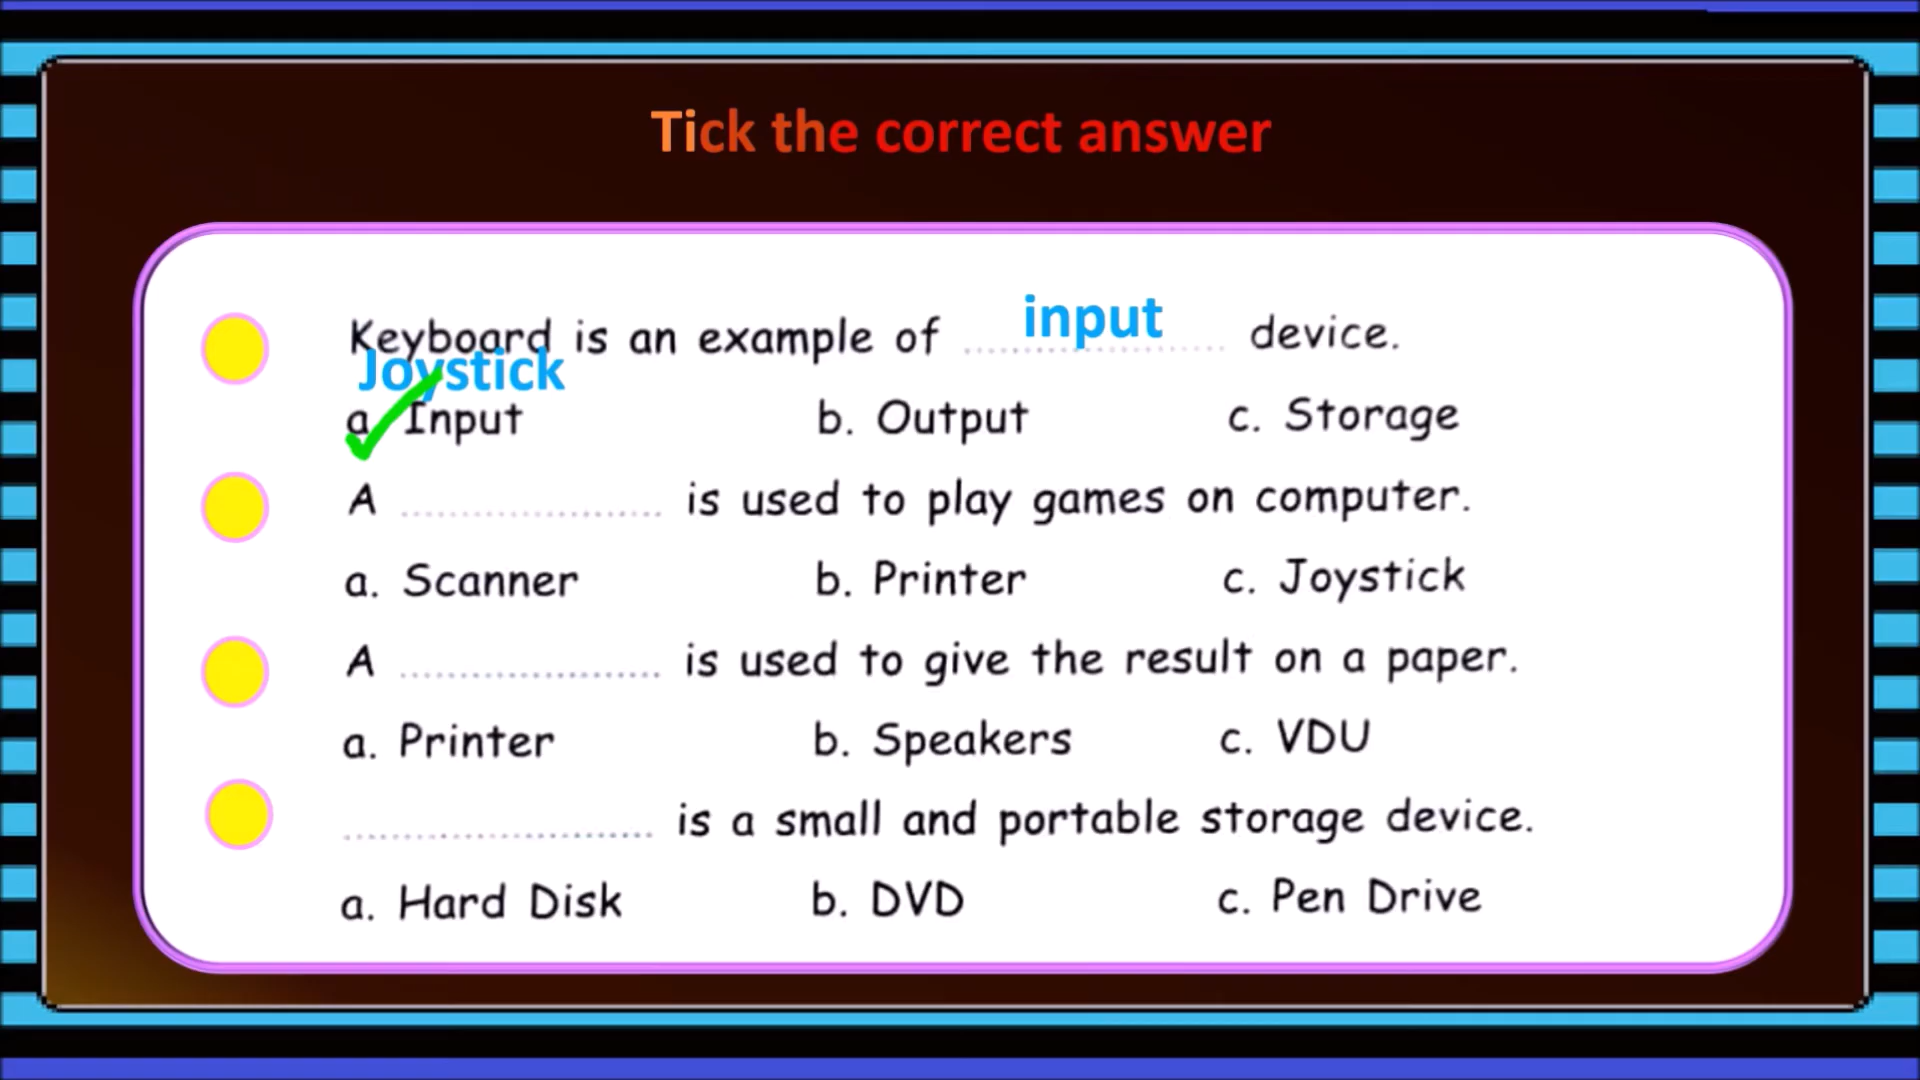 Tick the correct answer
Keyboard is an example of input device.
Joystick
a. Input b. Output c. Storage
A .................... is used to play games on computer.
a. Scanner b. Printer c. Joystick
A .................... is used to give the result on a paper.
a. Printer b. Speakers c. VDU
.................... is a small and portable storage device.
a. Hard Disk b. DVD c. Pen Drive